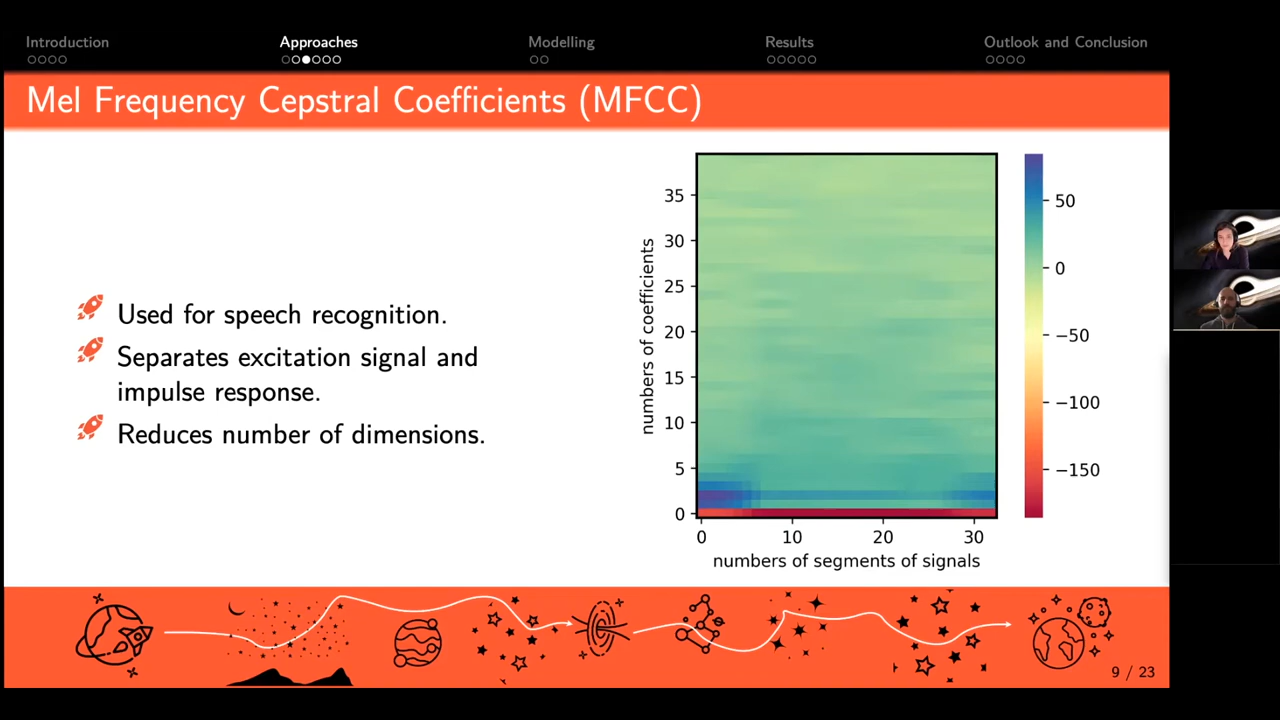 Introduction
Approaches
Modelling
Results
Outlook and Conclusion
Mel Frequency Cepstral Coefficients (MFCC)
Used for speech recognition.
Separates excitation signal and
impulse response.
Reduces number of dimensions.
numbers of coefficients
35
30
25
20
15
10
5
0
0 10 20 30
numbers of segments of signals
50
0
−50
−100
−150
9 / 23